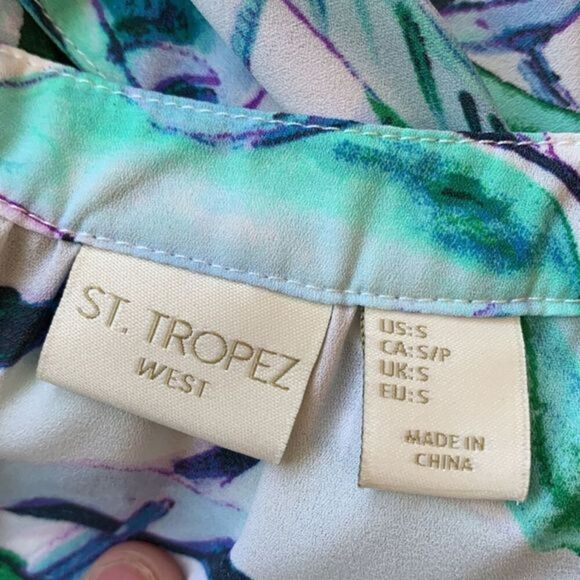 ST. TROPEZ
WEST
US:S
CA:S/P
UK:S
EU:S
MADE IN
CHINA